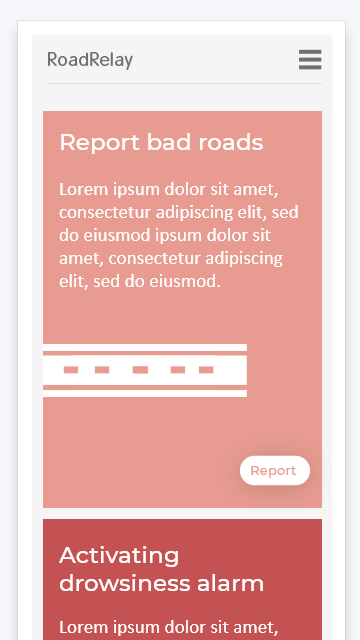 RoadRelay
Report bad roads
Lorem ipsum dolor sit amet,
consectetur adipiscing elit, sed
do eiusmod ipsum dolor sit
amet, consectetur adipiscing
elit, sed do eiusmod.
Report
Activating
drowsiness alarm
Lorem ipsum dolor sit amet,